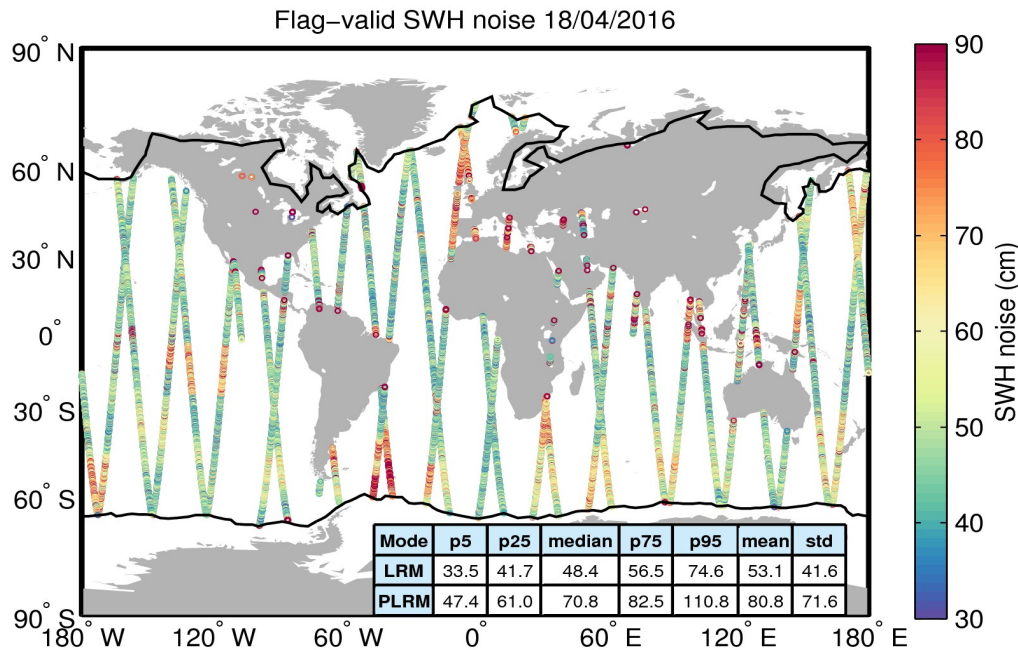 Flag−valid SWH noise 18/04/2016
90° N
60° N
30° N
0°
30° S
60° S
90° S
180° W
120° W
60° W
0°
60° E
120° E
180° E
Mode p5 p25 median p75 p95 mean std
LRM 33.5 41.7 48.4 56.5 74.6 53.1 41.6
PLRM 47.4 61.0 70.8 82.5 110.8 80.8 71.6
90
80
70
60
50
40
30
SWH noise (cm)